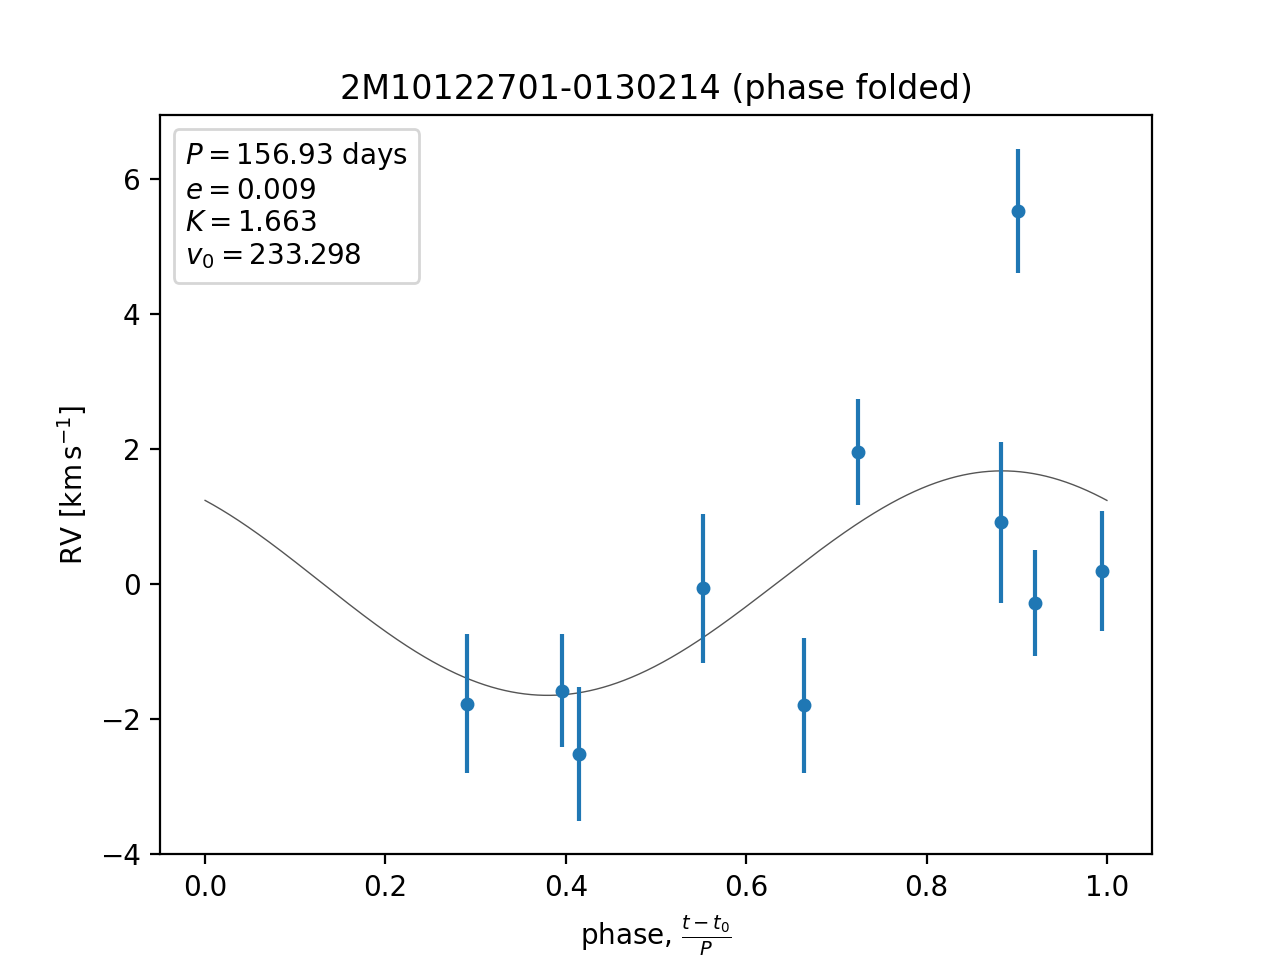 2M10122701-0130214 (phase folded)
P = 156.93 days
e = 0.009
K = 1.663
v₀ = 233.298
6
4
2
0
−2
−4
RV [km s⁻¹]
0.0 0.2 0.4 0.6 0.8 1.0
phase, (t − t₀)/P